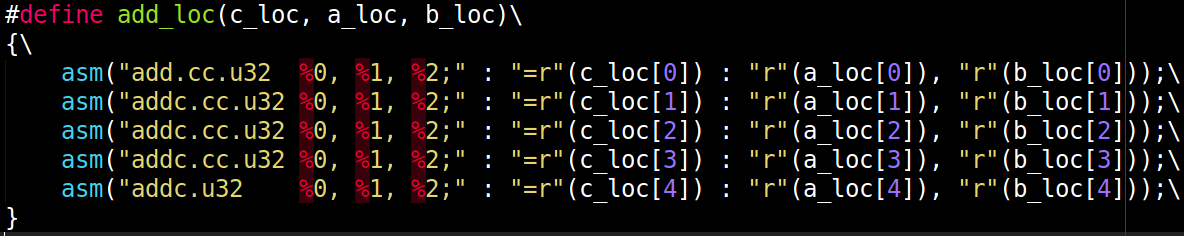 #define add_loc(c_loc, a_loc, b_loc)\
{\
    asm("add.cc.u32  %0, %1, %2;" : "=r"(c_loc[0]) : "r"(a_loc[0]), "r"(b_loc[0]));\
    asm("addc.cc.u32 %0, %1, %2;" : "=r"(c_loc[1]) : "r"(a_loc[1]), "r"(b_loc[1]));\
    asm("addc.cc.u32 %0, %1, %2;" : "=r"(c_loc[2]) : "r"(a_loc[2]), "r"(b_loc[2]));\
    asm("addc.cc.u32 %0, %1, %2;" : "=r"(c_loc[3]) : "r"(a_loc[3]), "r"(b_loc[3]));\
    asm("addc.u32    %0, %1, %2;" : "=r"(c_loc[4]) : "r"(a_loc[4]), "r"(b_loc[4]));\
}